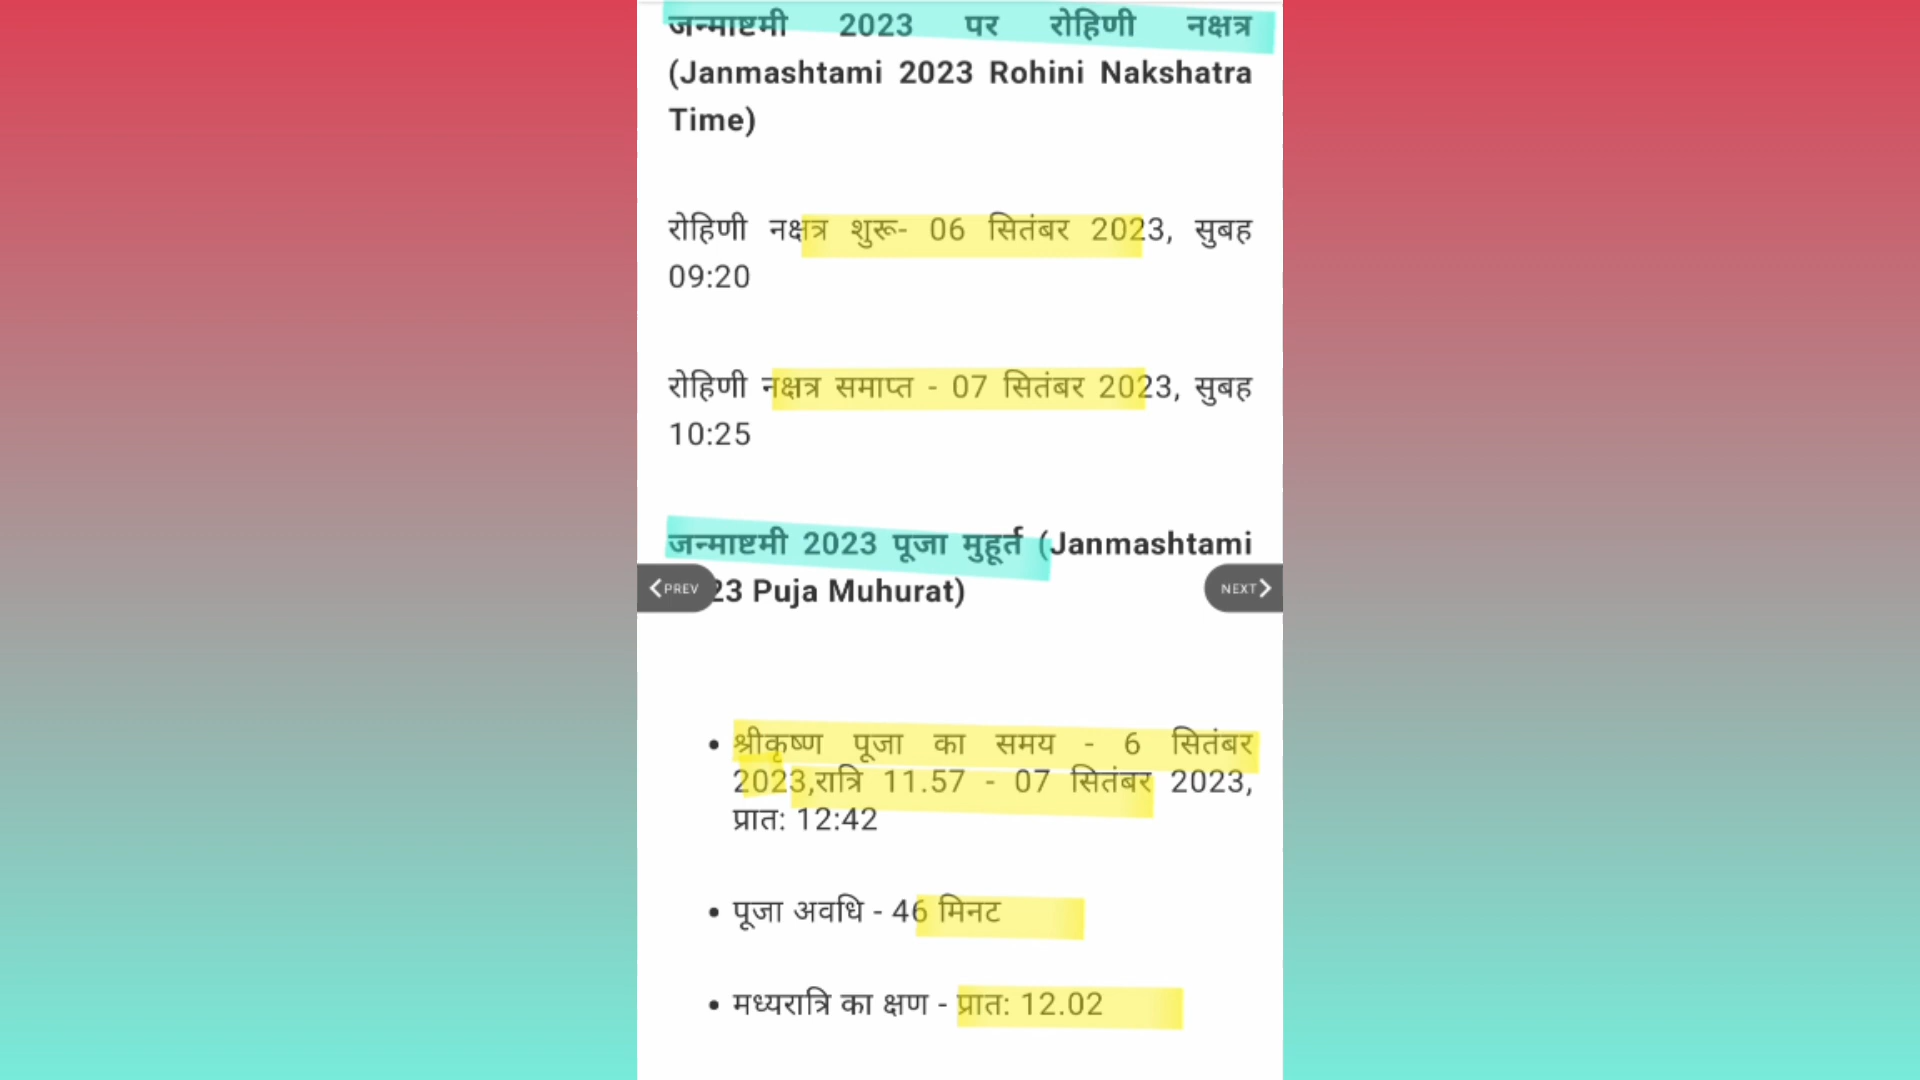 जन्माष्टमी 2023 पर रोहिणी नक्षत्र
(Janmashtami 2023 Rohini Nakshatra
Time)
रोहिणी नक्षत्र शुरू- 06 सितंबर 2023, सुबह
09:20
रोहिणी नक्षत्र समाप्त - 07 सितंबर 2023, सुबह
10:25
जन्माष्टमी 2023 पूजा मुहूर्त (Janmashtami
23 Puja Muhurat)
PREV
NEXT
• श्रीकृष्ण पूजा का समय - 6 सितंबर
2023,रात्रि 11.57 - 07 सितंबर 2023,
प्रात: 12:42
• पूजा अवधि - 46 मिनट
• मध्यरात्रि का क्षण - प्रात: 12.02